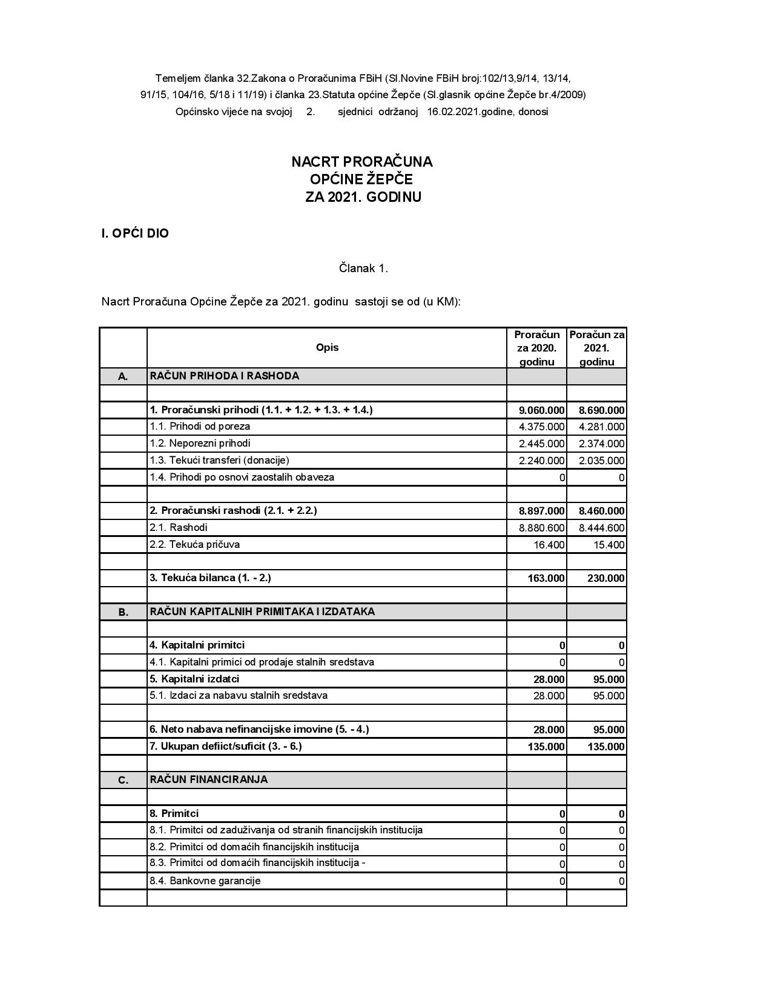 Temeljem članka 32.Zakona o Proračunima FBiH (Sl.Novine FBiH broj:102/13,9/14, 13/14,
91/15, 104/16, 5/18 i 11/19) i članka 23.Statuta općine Žepče (Sl.glasnik općine Žepče br.4/2009)
Općinsko vijeće na svojoj 2. sjednici održanoj 16.02.2021.godine, donosi
NACRT PRORAČUNA
OPĆINE ŽEPČE
ZA 2021. GODINU
I. OPĆI DIO
Članak 1.
Nacrt Proračuna Općine Žepče za 2021. godinu sastoji se od (u KM):
Opis Proračun za 2020. godinu Poračun za 2021. godinu
A. RAČUN PRIHODA I RASHODA
1. Proračunski prihodi (1.1. + 1.2. + 1.3. + 1.4.) 9.060.000 8.690.000
1.1. Prihodi od poreza 4.375.000 4.281.000
1.2. Neporezni prihodi 2.445.000 2.374.000
1.3. Tekući transferi (donacije) 2.240.000 2.035.000
1.4. Prihodi po osnovi zaostalih obaveza 0 0
2. Proračunski rashodi (2.1. + 2.2.) 8.897.000 8.460.000
2.1. Rashodi 8.880.600 8.444.600
2.2. Tekuća pričuva 16.400 15.400
3. Tekuća bilanca (1. - 2.) 163.000 230.000
B. RAČUN KAPITALNIH PRIMITAKA I IZDATAKA
4. Kapitalni primitci 0 0
4.1. Kapitalni primici od prodaje stalnih sredstava 0 0
5. Kapitalni izdatci 28.000 95.000
5.1. Izdaci za nabavu stalnih sredstava 28.000 95.000
6. Neto nabava nefinancijske imovine (5. - 4.) 28.000 95.000
7. Ukupan defiict/suficit (3. - 6.) 135.000 135.000
C. RAČUN FINANCIRANJA
8. Primitci 0 0
8.1. Primitci od zaduživanja od stranih financijskih institucija 0 0
8.2. Primitci od domaćih financijskih institucija 0 0
8.3. Primitci od domaćih financijskih institucija - 0 0
8.4. Bankovne garancije 0 0